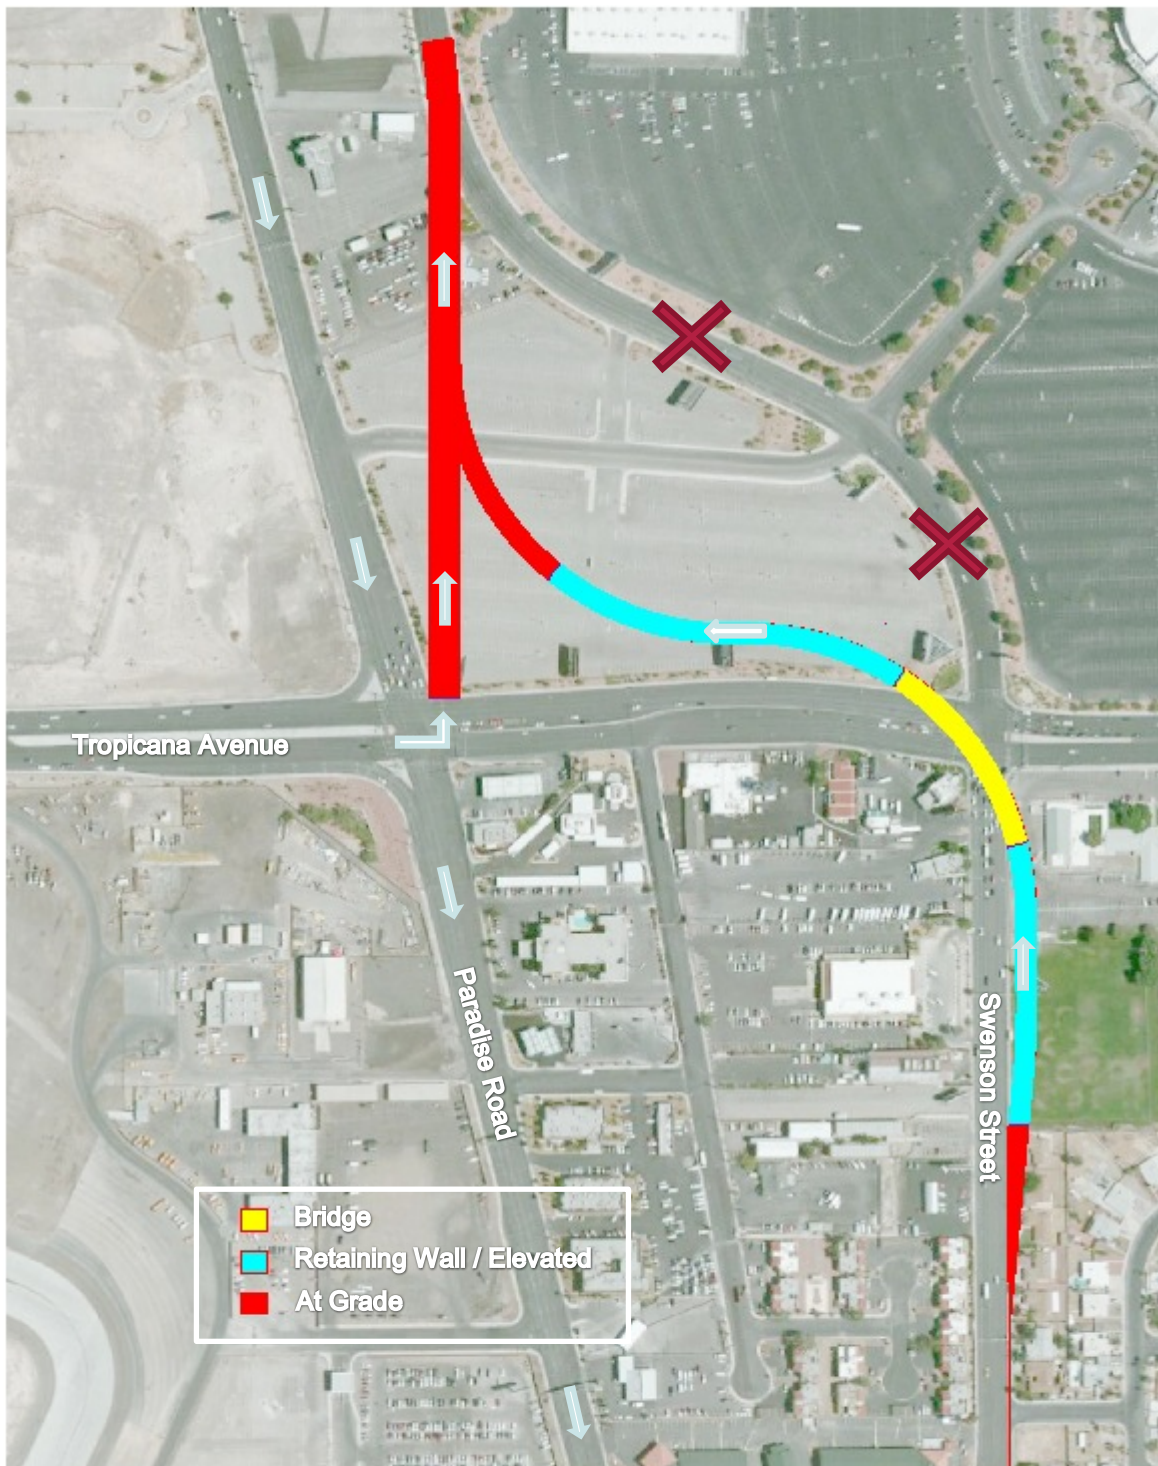 Tropicana Avenue
Paradise Road
Swenson Street
Bridge
Retaining Wall / Elevated
At Grade